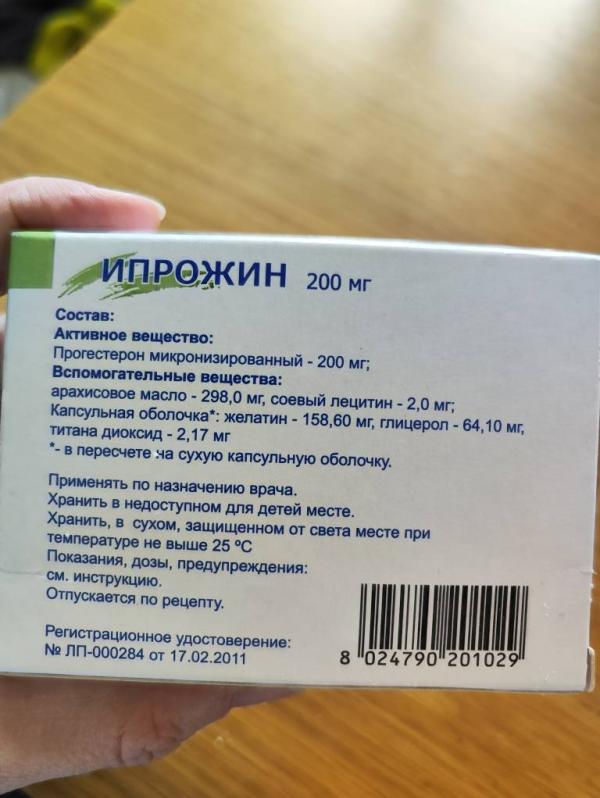 ИПРОЖИН 200 мг
Состав:
Активное вещество:
Прогестерон микронизированный - 200 мг;
Вспомогательные вещества:
арахисовое масло - 298,0 мг, соевый лецитин - 2,0 мг;
Капсульная оболочка*: желатин - 158,60 мг, глицерол - 64,10 мг,
титана диоксид - 2,17 мг
*- в пересчете на сухую капсульную оболочку.
Применять по назначению врача.
Хранить в недоступном для детей месте.
Хранить, в сухом, защищенном от света месте при
температуре не выше 25 ºС
Показания, дозы, предупреждения:
см. инструкцию.
Отпускается по рецепту.
Регистрационное удостоверение:
№ ЛП-000284 от 17.02.2011
8 024790 201029